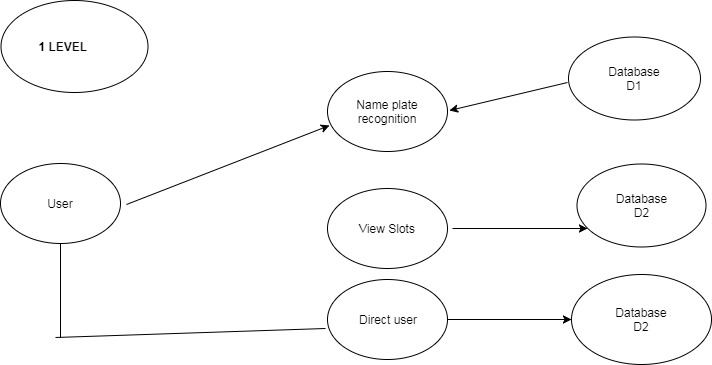 1 LEVEL
Database
D1
Name plate
recognition
User
Database
D2
View Slots
Direct user
Database
D2